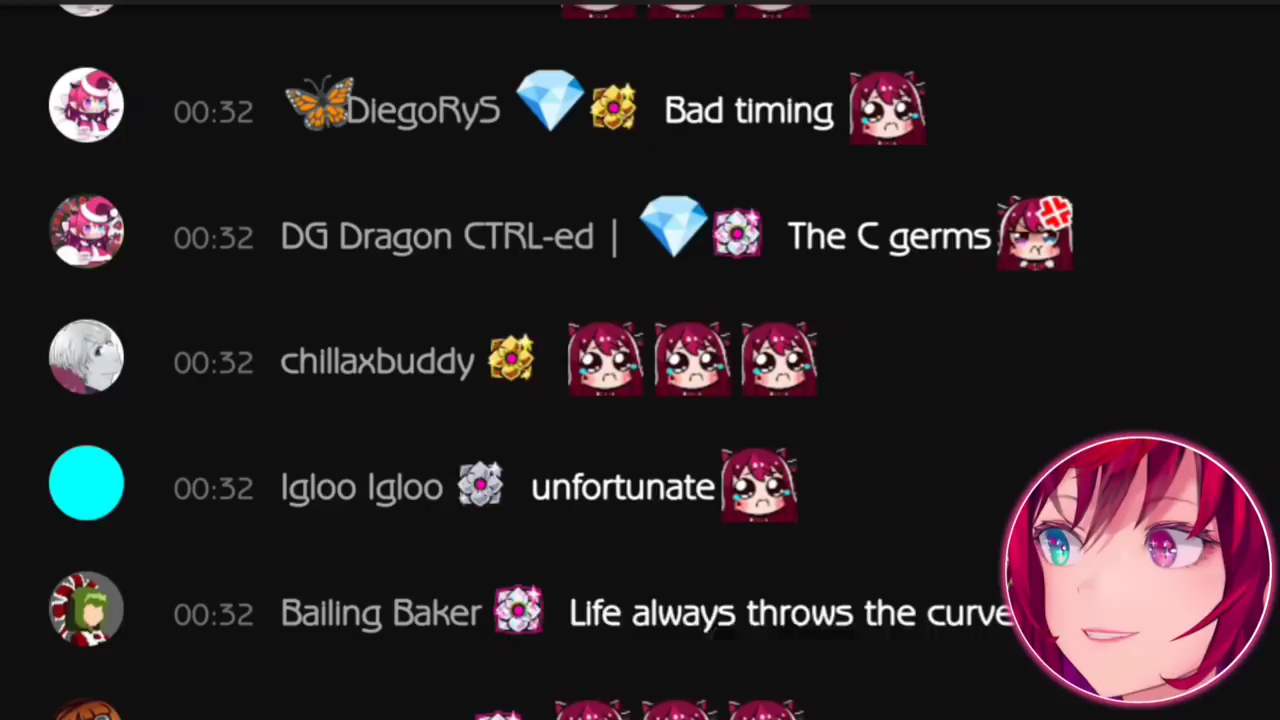 00:32 DiegoRyS Bad timing
00:32 DG Dragon CTRL-ed | The C germs
00:32 chillaxbuddy
00:32 Igloo Igloo unfortunate
00:32 Bailing Baker Life always throws the curve